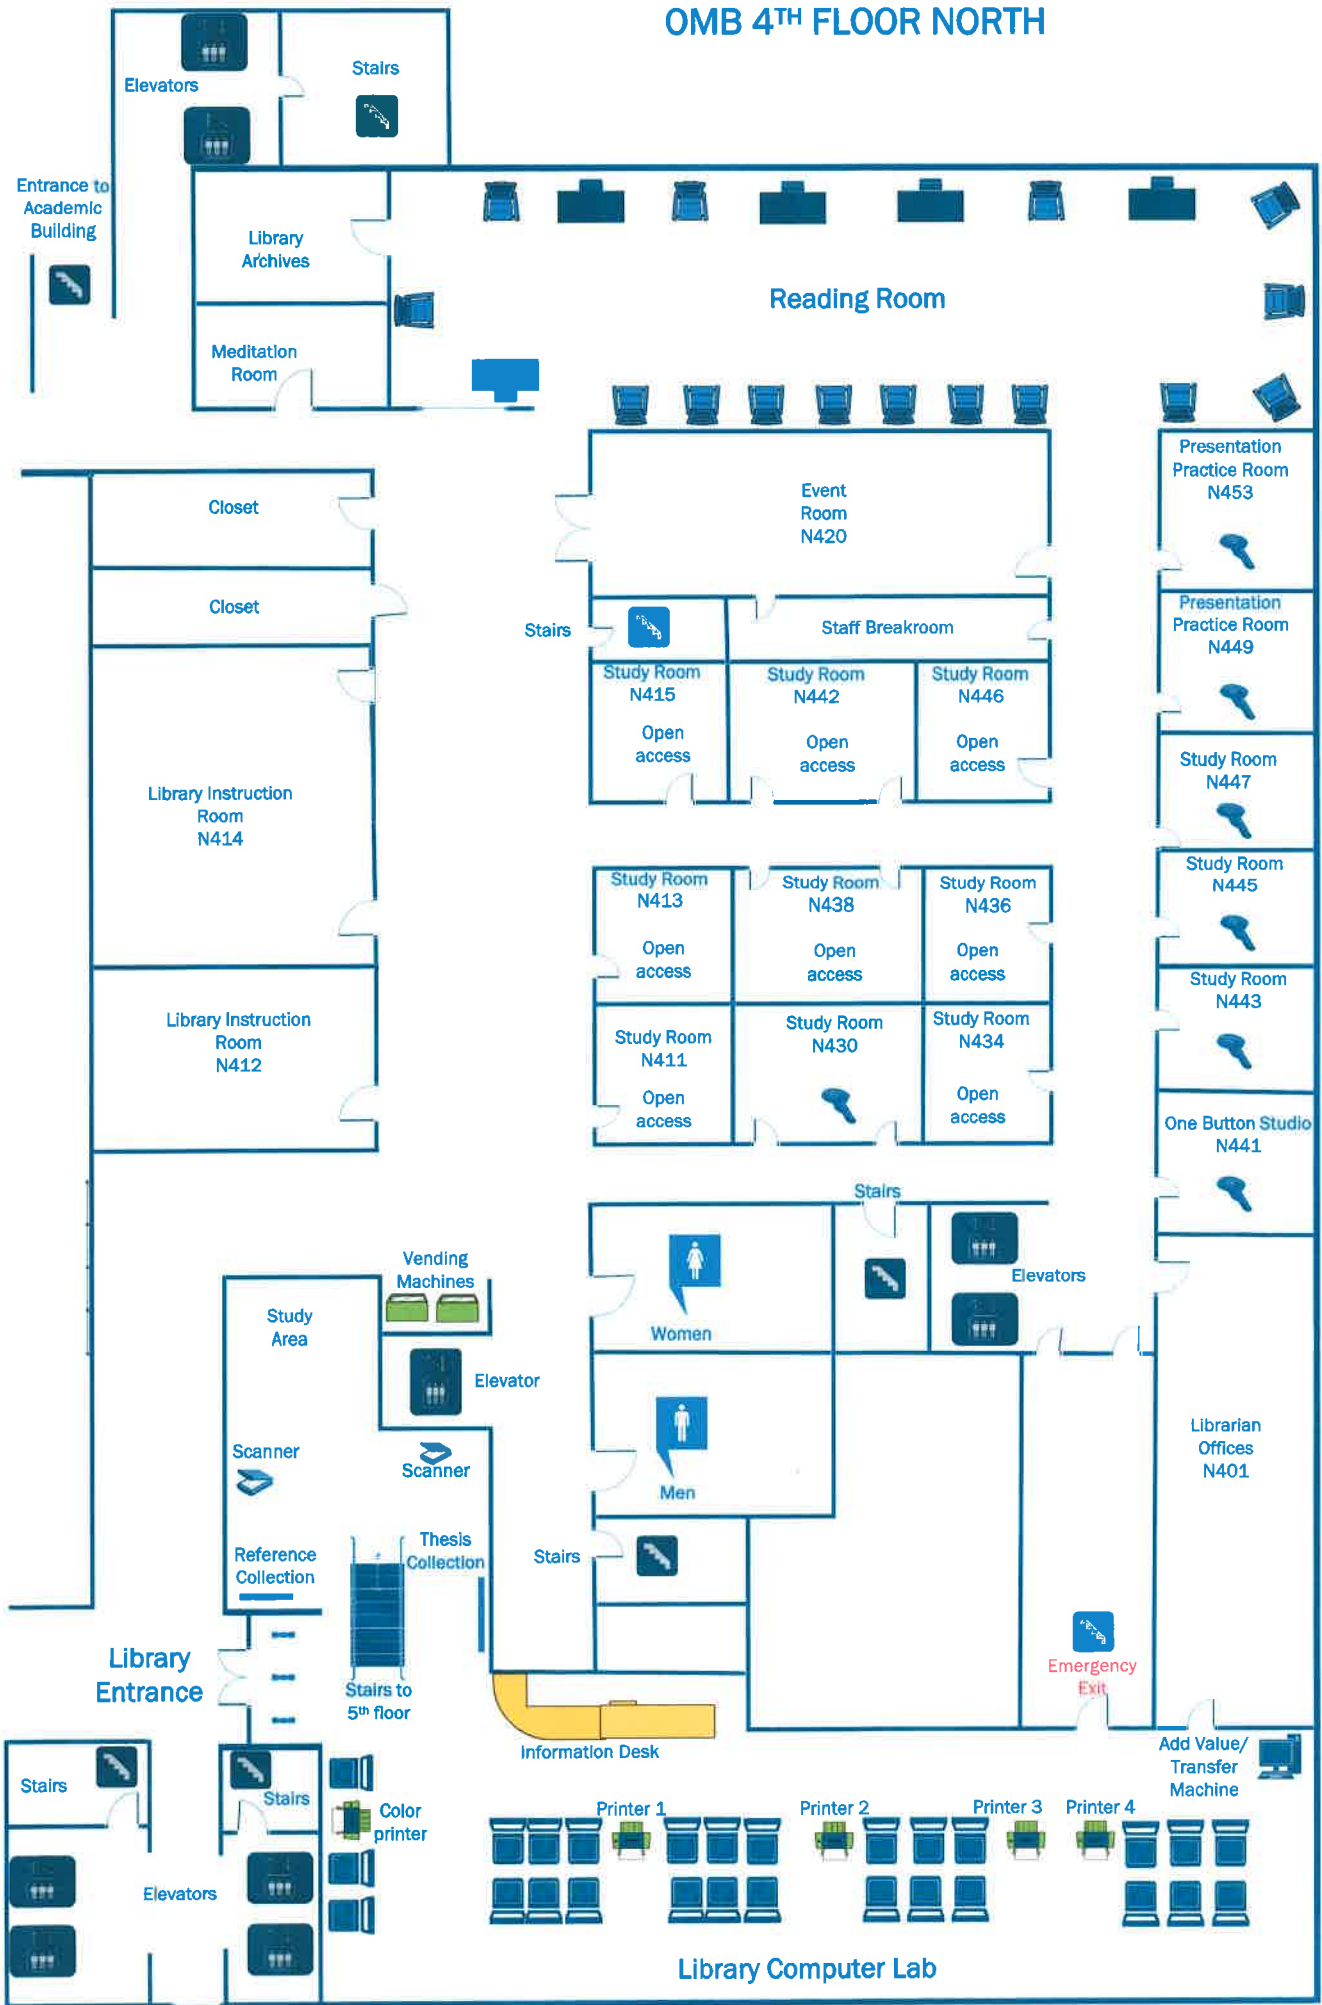 OMB 4TH FLOOR NORTH
Elevators
Stairs
Entrance to
Academic
Building
Library
Archives
Reading Room
Meditation
Room
Closet
Closet
Event
Room
N420
Presentation
Practice Room
N453
Presentation
Practice Room
N449
Stairs
Staff Breakroom
Study Room
N415
Open
access
Study Room
N442
Open
access
Study Room
N446
Open
access
Study Room
N447
Library Instruction
Room
N414
Study Room
N413
Open
access
Study Room
N438
Open
access
Study Room
N436
Open
access
Study Room
N445
Study Room
N443
Library Instruction
Room
N412
Study Room
N411
Open
access
Study Room
N430
Study Room
N434
Open
access
One Button Studio
N441
Stairs
Vending
Machines
Elevators
Study
Area
Women
Elevator
Scanner
Scanner
Men
Librarian
Offices
N401
Thesis
Collection
Reference
Collection
Stairs
Library
Entrance
Stairs to
5th floor
Emergency
Exit
Information Desk
Add Value/
Transfer
Machine
Stairs
Stairs
Color
printer
Printer 1
Printer 2
Printer 3
Printer 4
Elevators
Library Computer Lab